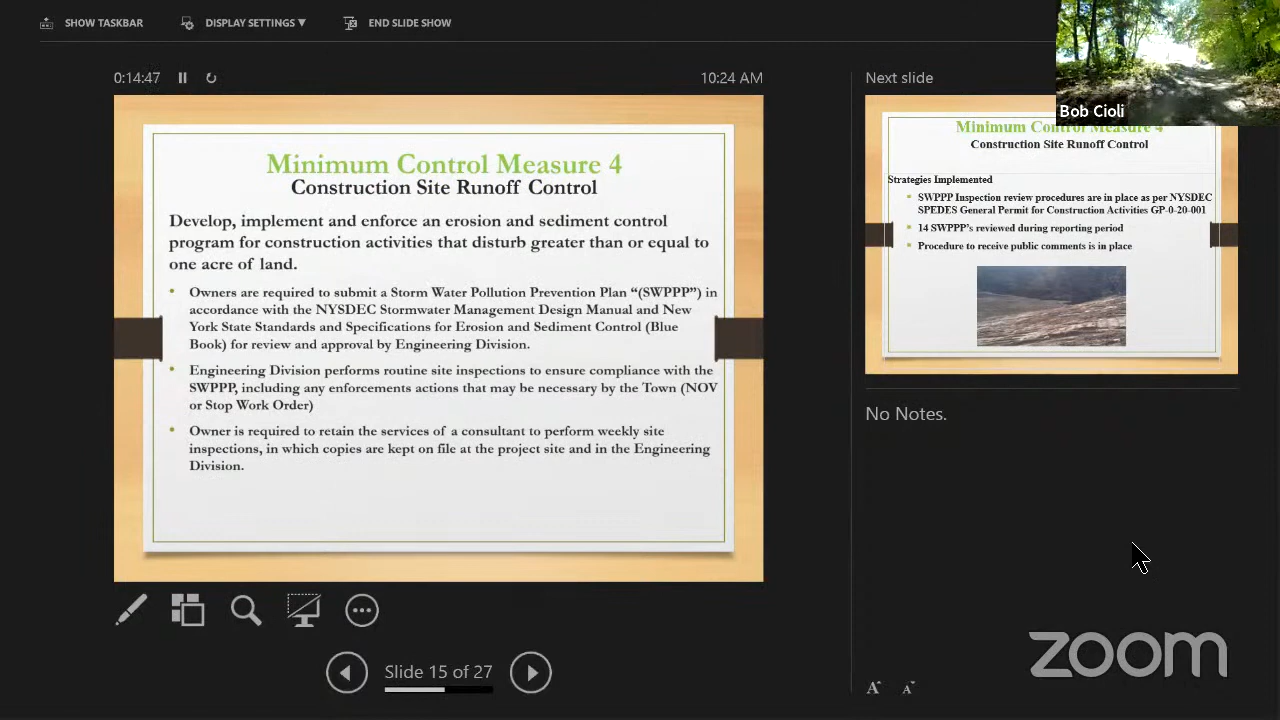 SHOW TASKBAR
DISPLAY SETTINGS ▼
END SLIDE SHOW
0:14:47
10:24 AM
Minimum Control Measure 4
Construction Site Runoff Control
Develop, implement and enforce an erosion and sediment control
program for construction activities that disturb greater than or equal to
one acre of land.
• Owners are required to submit a Storm Water Pollution Prevention Plan “(SWPPP”) in
accordance with the NYSDEC Stormwater Management Design Manual and New
York State Standards and Specifications for Erosion and Sediment Control (Blue
Book) for review and approval by Engineering Division.
• Engineering Division performs routine site inspections to ensure compliance with the
SWPPP, including any enforcements actions that may be necessary by the Town (NOV
or Stop Work Order)
• Owner is required to retain the services of a consultant to perform weekly site
inspections, in which copies are kept on file at the project site and in the Engineering
Division.
Slide 15 of 27
Next slide
Bob Cioli
Minimum Control Measure 4
Construction Site Runoff Control
Strategies Implemented
SWPPP Inspection review procedures are in place as per NYSDEC
SPEDES General Permit for Construction Activities GP-0-20-001
14 SWPPP's reviewed during reporting period
Procedure to receive public comments is in place
No Notes.
A A
zoom